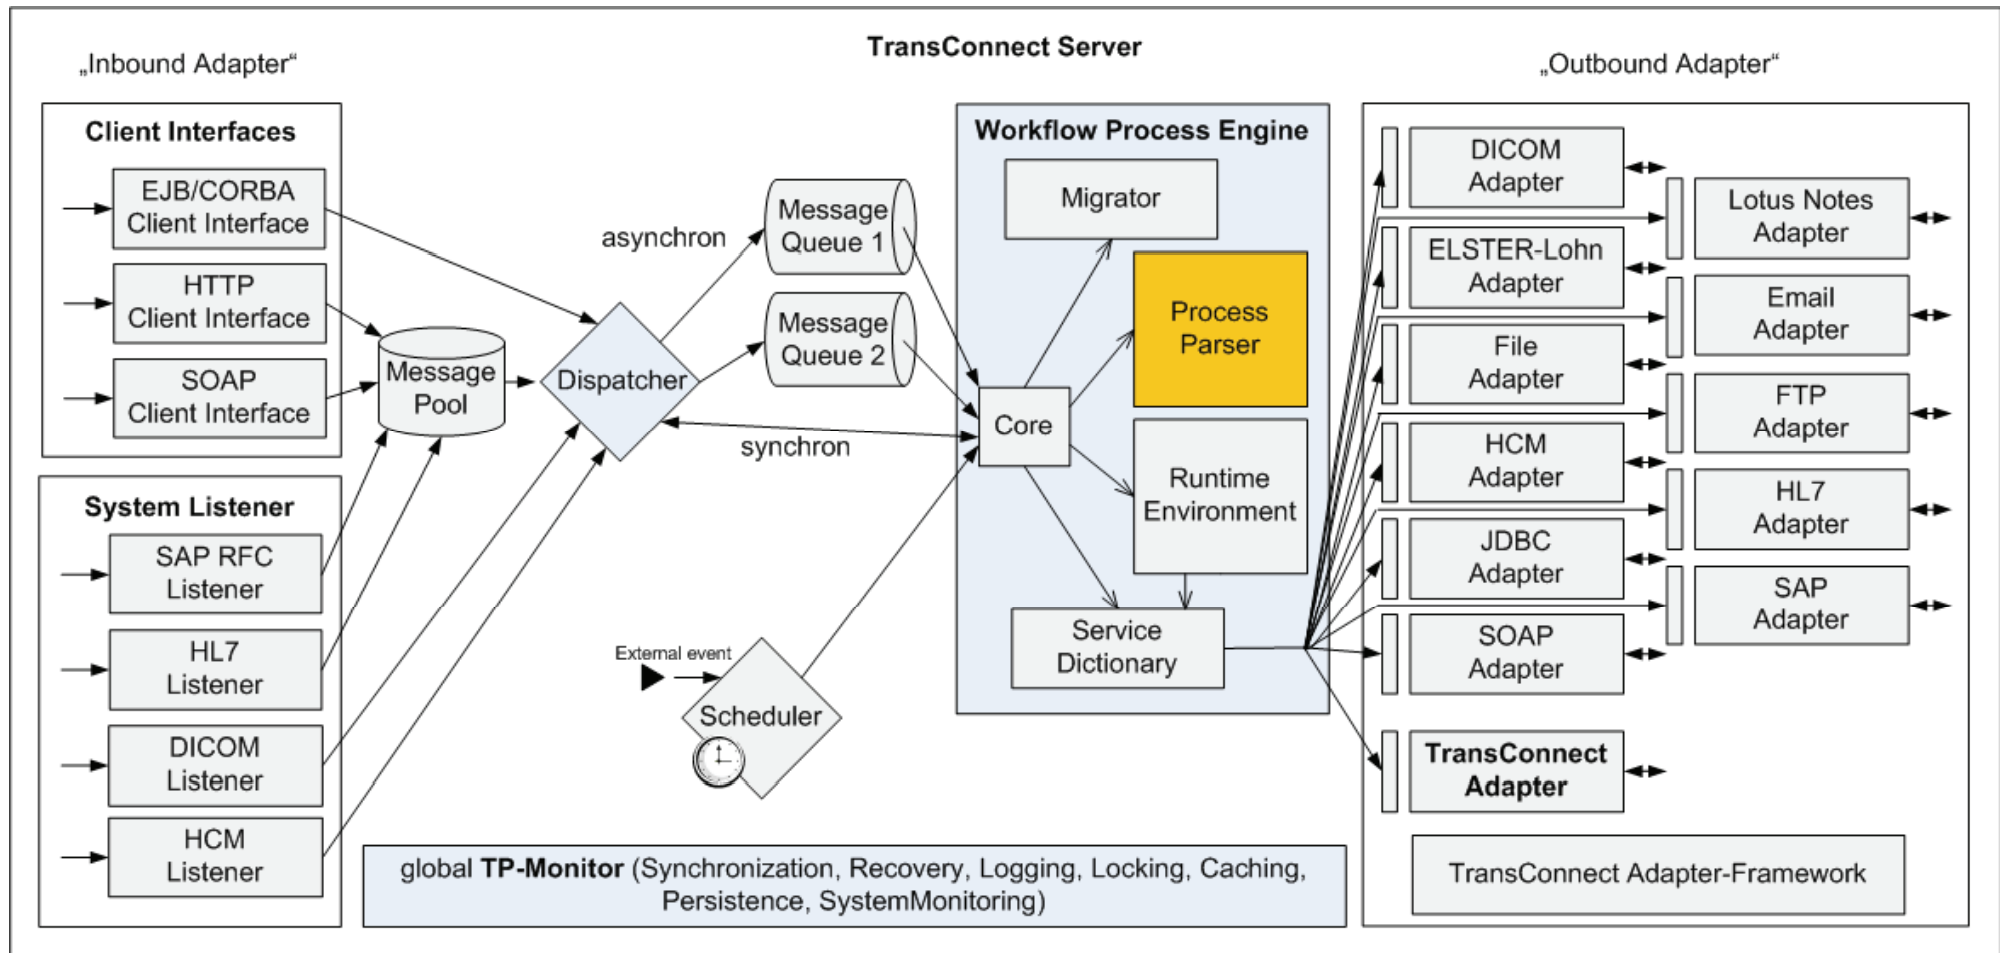 TransConnect Server
„Inbound Adapter“
Client Interfaces
EJB/CORBA
Client Interface
HTTP
Client Interface
SOAP
Client Interface
System Listener
SAP RFC
Listener
HL7
Listener
DICOM
Listener
HCM
Listener
Message
Pool
Dispatcher
asynchron
synchron
Message
Queue 1
Message
Queue 2
External event
Scheduler
Workflow Process Engine
Migrator
Process
Parser
Core
Runtime
Environment
Service
Dictionary
global TP-Monitor (Synchronization, Recovery, Logging, Locking, Caching,
Persistence, SystemMonitoring)
„Outbound Adapter“
DICOM
Adapter
Lotus Notes
Adapter
ELSTER-Lohn
Adapter
Email
Adapter
File
Adapter
FTP
Adapter
HCM
Adapter
HL7
Adapter
JDBC
Adapter
SAP
Adapter
SOAP
Adapter
TransConnect
Adapter
TransConnect Adapter-Framework